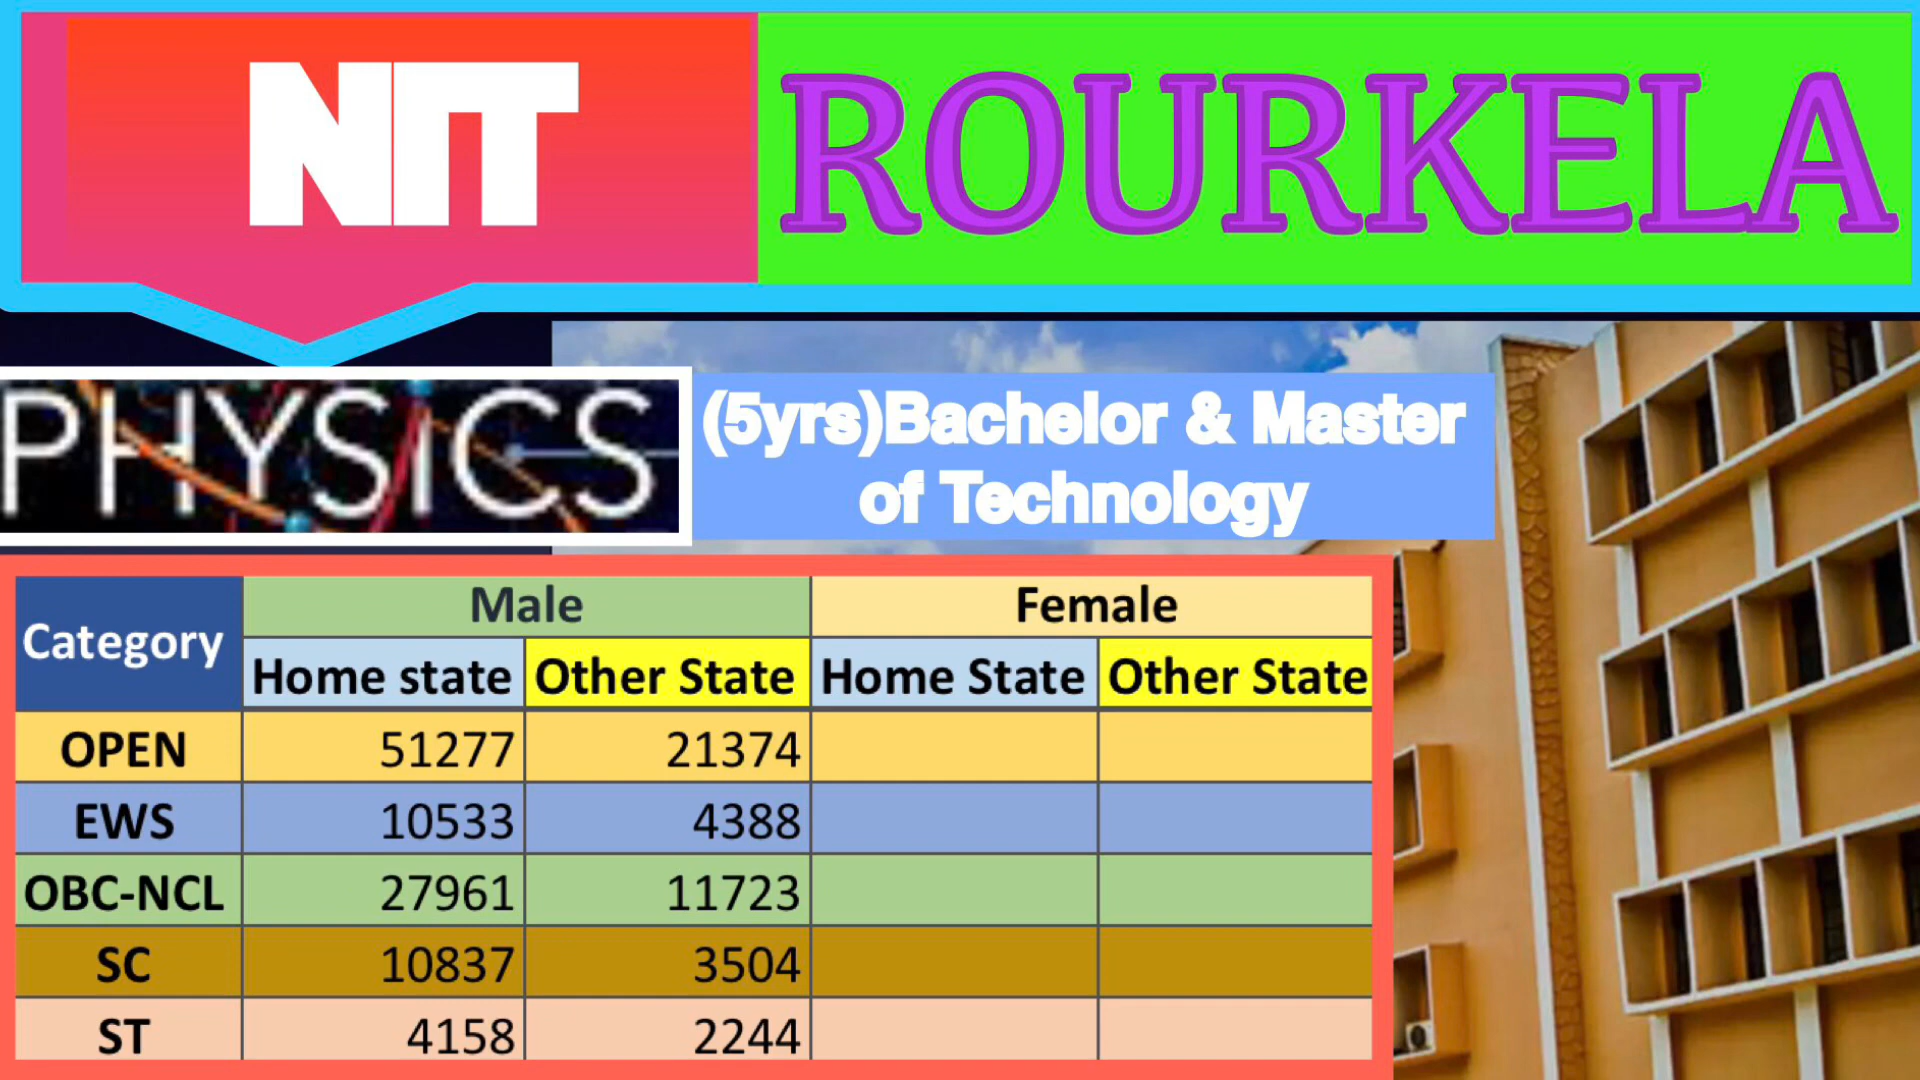 NIT ROURKELA
PHYSICS
(5yrs)Bachelor & Master
of Technology
Category Male Female
Home state Other State Home State Other State
OPEN 51277 21374
EWS 10533 4388
OBC-NCL 27961 11723
SC 10837 3504
ST 4158 2244